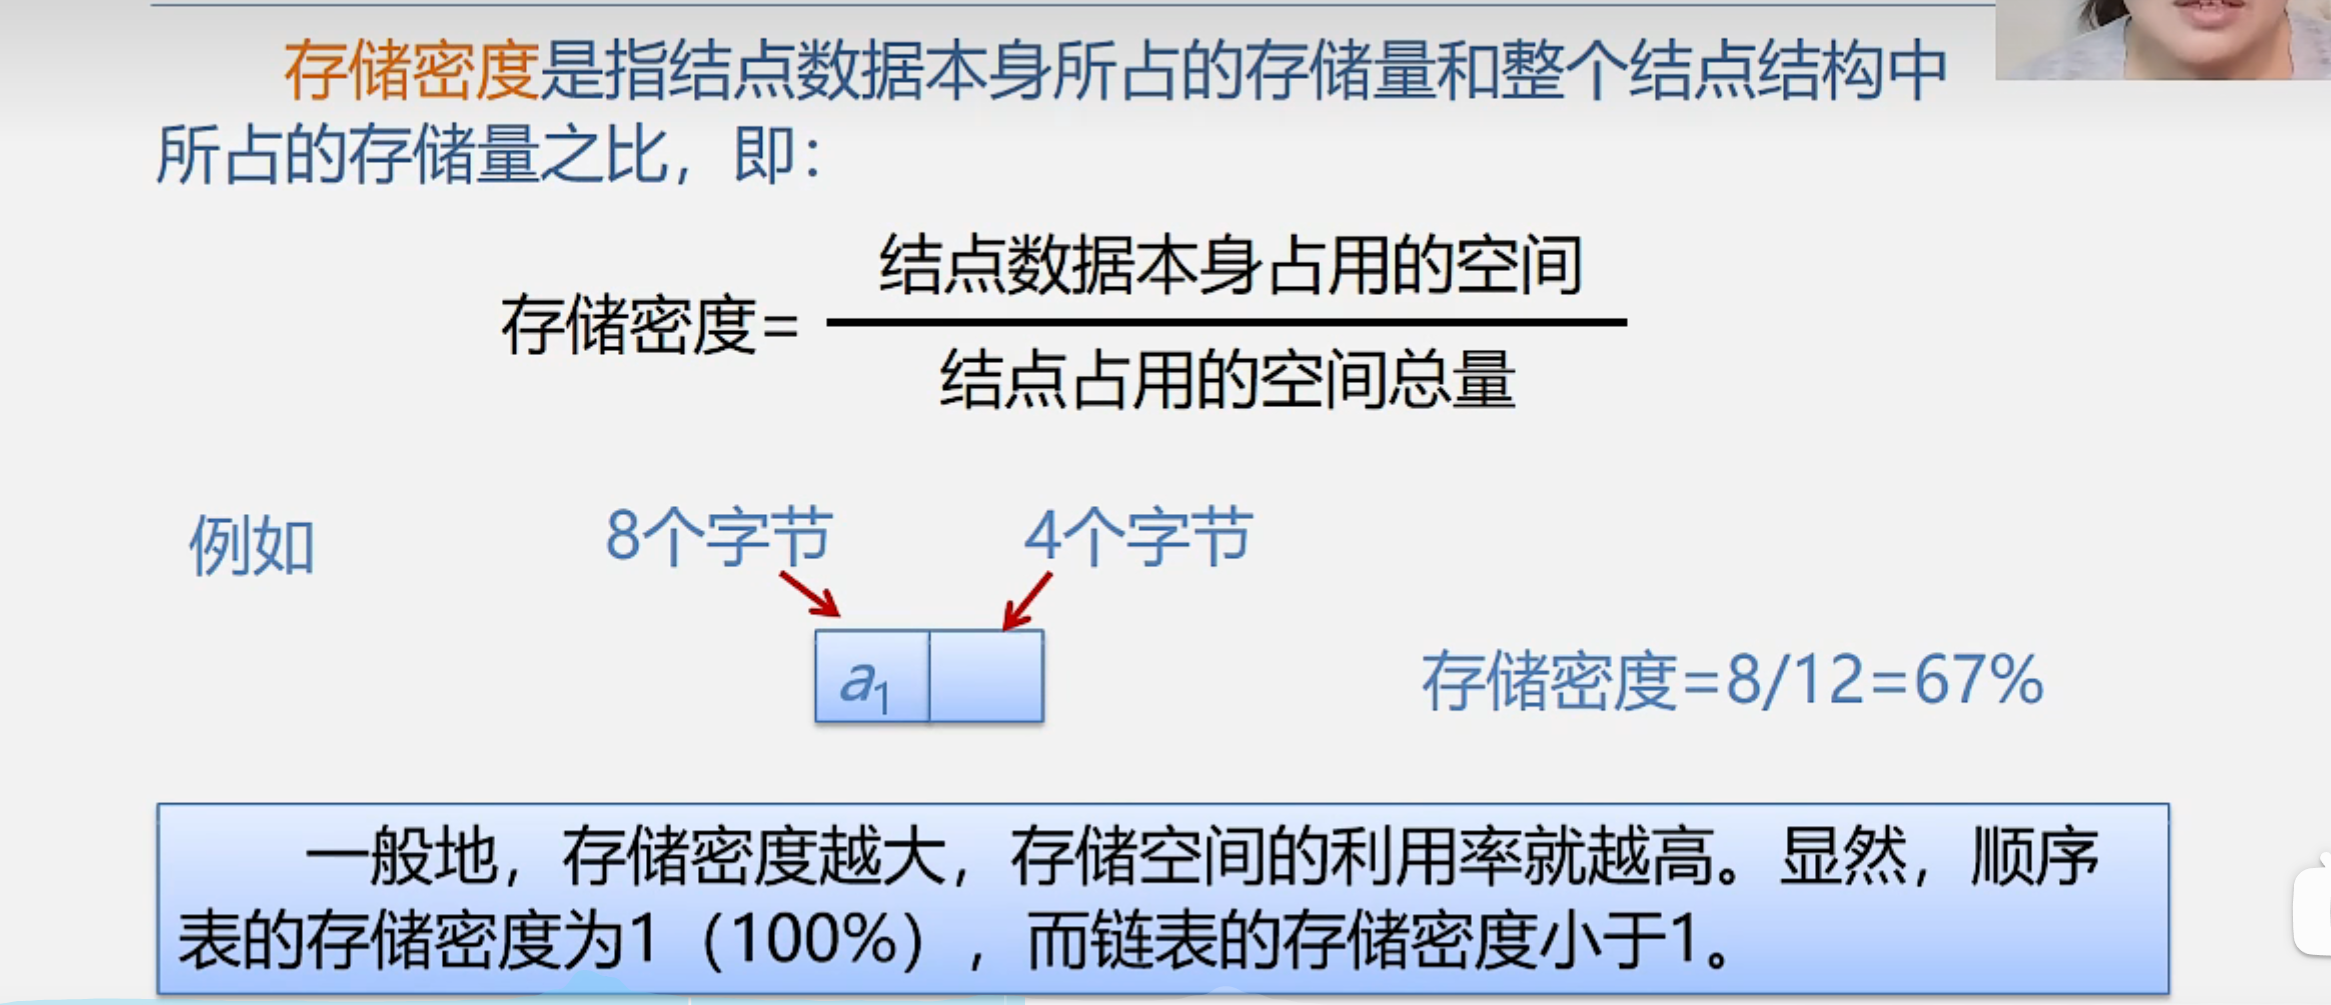 存储密度是指结点数据本身所占的存储量和整个结点结构中
所占的存储量之比，即：
结点数据本身占用的空间
存储密度=
结点占用的空间总量
例如
8个字节
4个字节
a1
存储密度=8/12=67%
一般地，存储密度越大，存储空间的利用率就越高。显然，顺序
表的存储密度为1（100%），而链表的存储密度小于1。